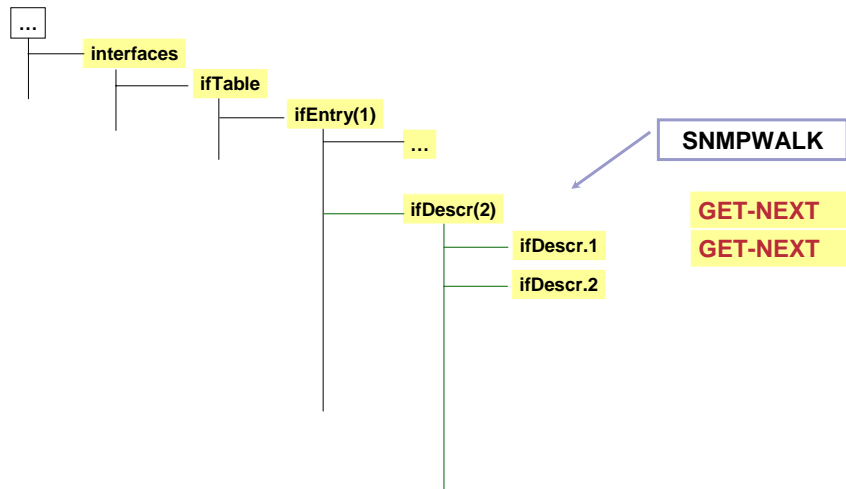 ...
interfaces
ifTable
ifEntry(1)
...
SNMPWALK
ifDescr(2)
GET-NEXT
ifDescr.1
GET-NEXT
ifDescr.2